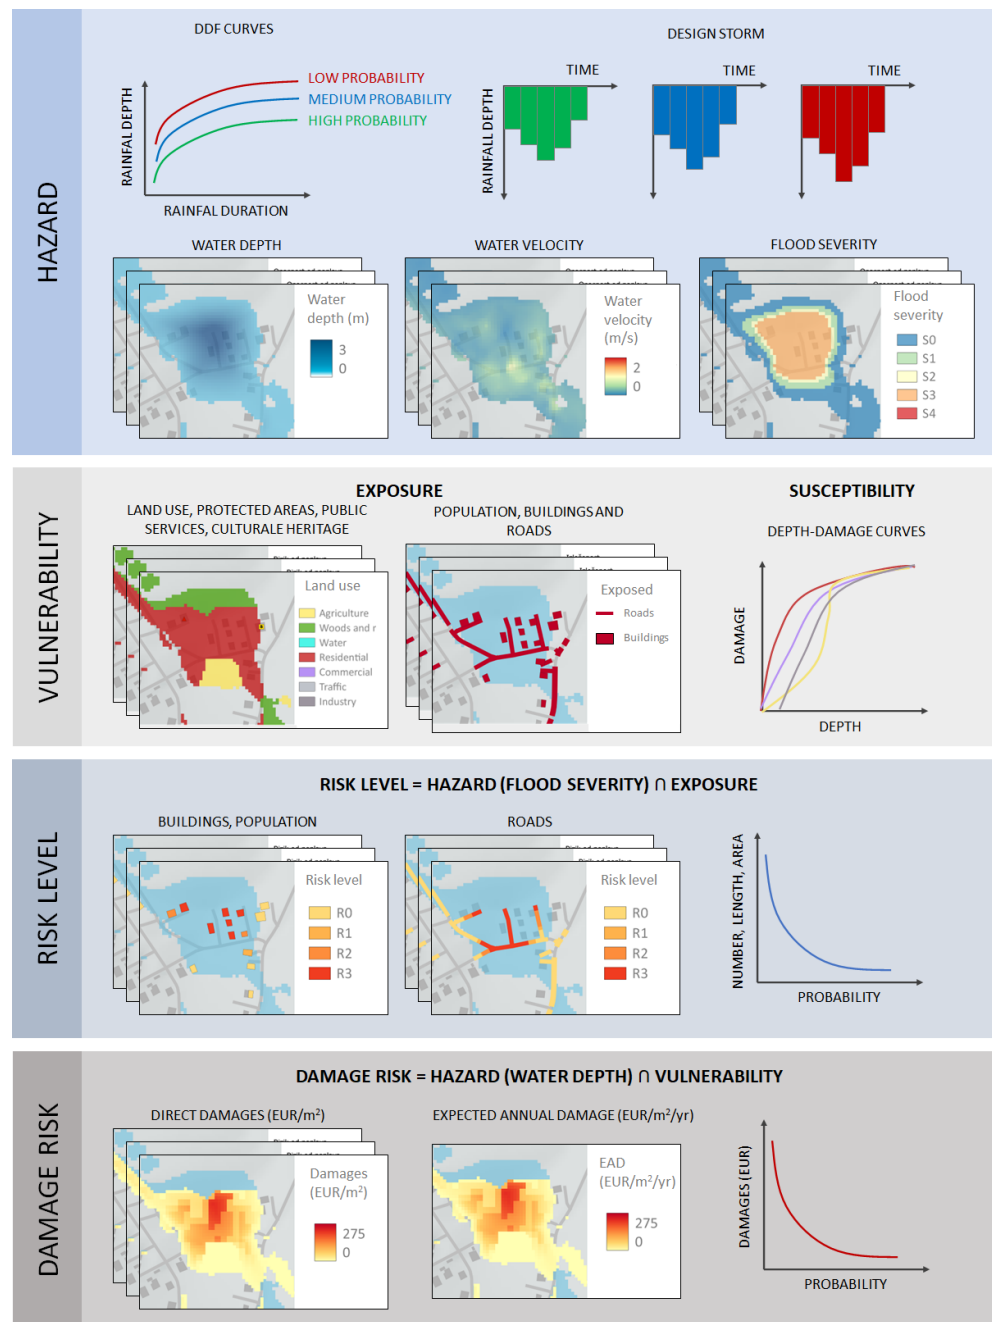 HAZARD
DDF CURVES
RAINFAL DEPTH
LOW PROBABILITY
MEDIUM PROBABILITY
HIGH PROBABILITY
RAINFAL DURATION
DESIGN STORM
RAINFALL DEPTH
TIME
TIME
TIME
WATER DEPTH
Water
depth (m)
3
0
WATER VELOCITY
Water
velocity
(m/s)
2
0
FLOOD SEVERITY
Flood
severity
S0
S1
S2
S3
S4
VULNERABILITY
EXPOSURE
LAND USE, PROTECTED AREAS, PUBLIC
SERVICES, CULTURALE HERITAGE
Land use
Agriculture
Woods and r
Water
Residential
Commercial
Traffic
Industry
POPULATION, BUILDINGS AND
ROADS
Exposed
Roads
Buildings
SUSCEPTIBILITY
DEPTH-DAMAGE CURVES
DAMAGE
DEPTH
RISK LEVEL
RISK LEVEL = HAZARD (FLOOD SEVERITY) ∩ EXPOSURE
BUILDINGS, POPULATION
Risk level
R0
R1
R2
R3
ROADS
Risk level
R0
R1
R2
R3
NUMBER, LENGTH, AREA
PROBABILITY
DAMAGE RISK
DAMAGE RISK = HAZARD (WATER DEPTH) ∩ VULNERABILITY
DIRECT DAMAGES (EUR/m²)
Damages
(EUR/m²)
275
0
EXPECTED ANNUAL DAMAGE (EUR/m²/yr)
EAD
(EUR/m²/yr)
275
0
DAMAGES (EUR)
PROBABILITY